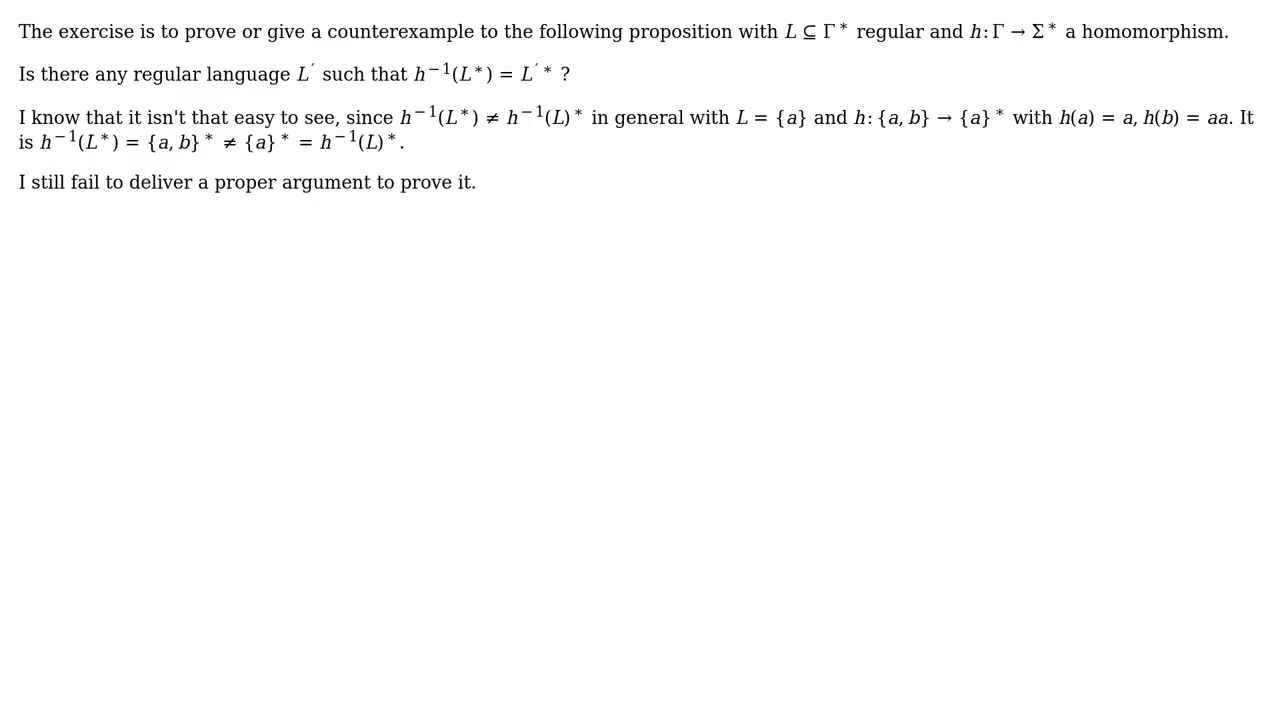 The exercise is to prove or give a counterexample to the following proposition with L ⊆ Γ* regular and h: Γ → Σ* a homomorphism.
Is there any regular language L′ such that h⁻¹(L*) = L′* ?
I know that it isn't that easy to see, since h⁻¹(L*) ≠ h⁻¹(L)* in general with L = {a} and h: {a, b} → {a}* with h(a) = a, h(b) = aa. It
is h⁻¹(L*) = {a, b}* ≠ {a}* = h⁻¹(L)*.
I still fail to deliver a proper argument to prove it.